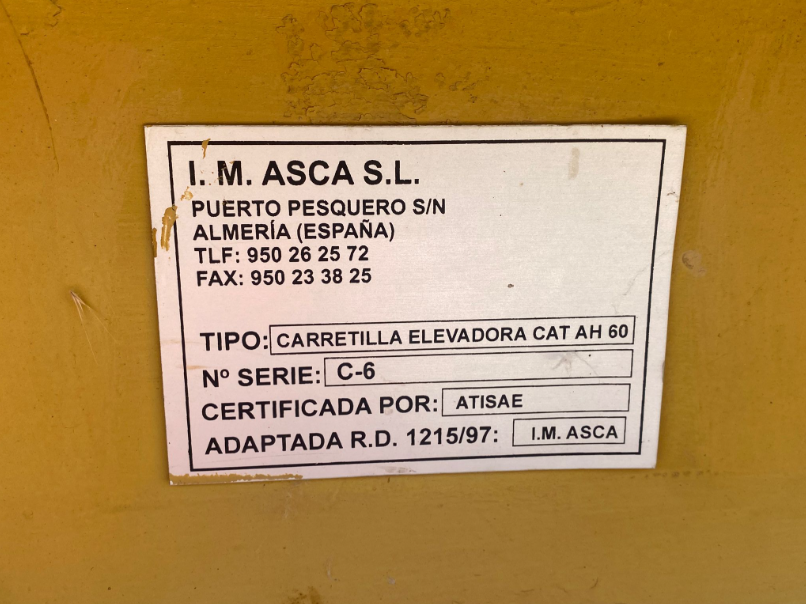 I. M. ASCA S.L.
PUERTO PESQUERO S/N
ALMERÍA (ESPAÑA)
TLF: 950 26 25 72
FAX: 950 23 38 25
TIPO: CARRETILLA ELEVADORA CAT AH 60
Nº SERIE: C-6
CERTIFICADA POR: ATISAE
ADAPTADA R.D. 1215/97: I.M. ASCA